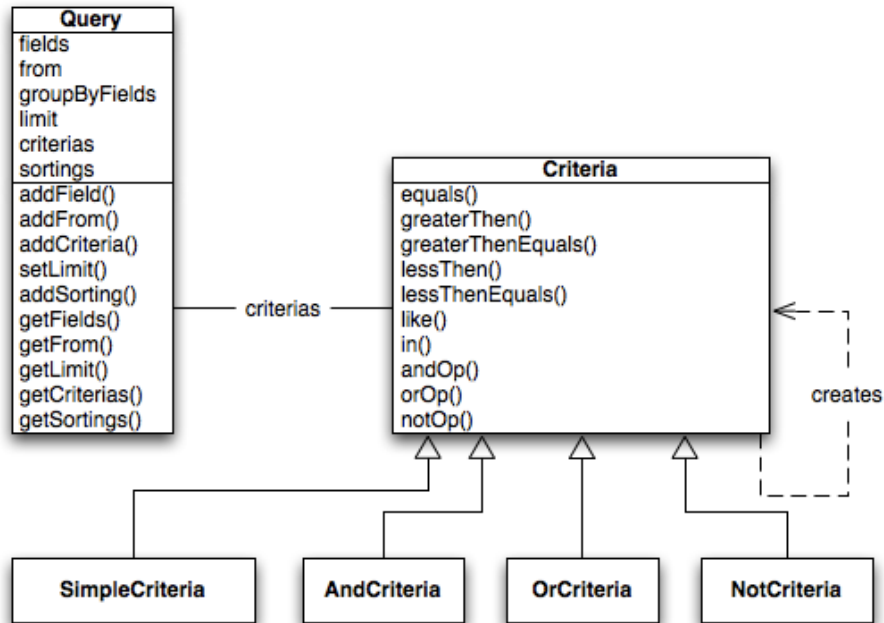 Query
fields
from
groupByFields
limit
criterias
sortings
addField()
addFrom()
addCriteria()
setLimit()
addSorting()
getFields()
getFrom()
getLimit()
getCriterias()
getSortings()
criterias
Criteria
equals()
greaterThen()
greaterThenEquals()
lessThen()
lessThenEquals()
like()
in()
andOp()
orOp()
notOp()
creates
SimpleCriteria
AndCriteria
OrCriteria
NotCriteria